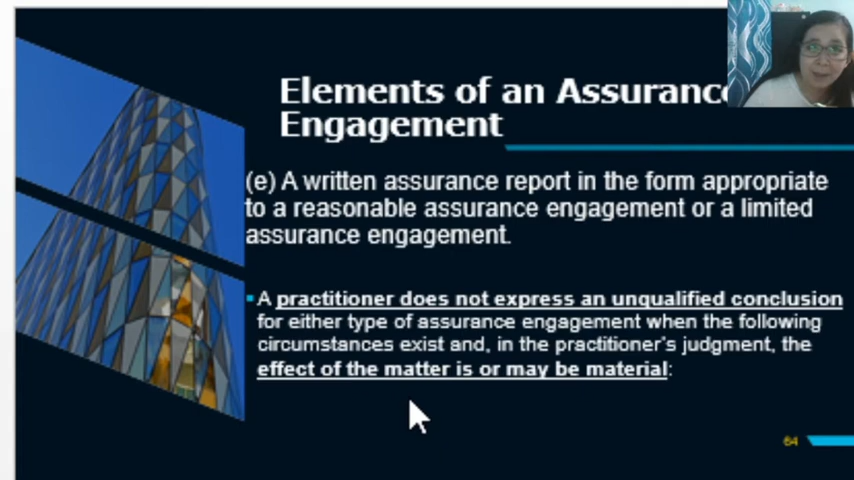 Elements of an Assurance
Engagement
(e) A written assurance report in the form appropriate
to a reasonable assurance engagement or a limited
assurance engagement.
A practitioner does not express an unqualified conclusion
for either type of assurance engagement when the following
circumstances exist and, in the practitioner's judgment, the
effect of the matter is or may be material:
64